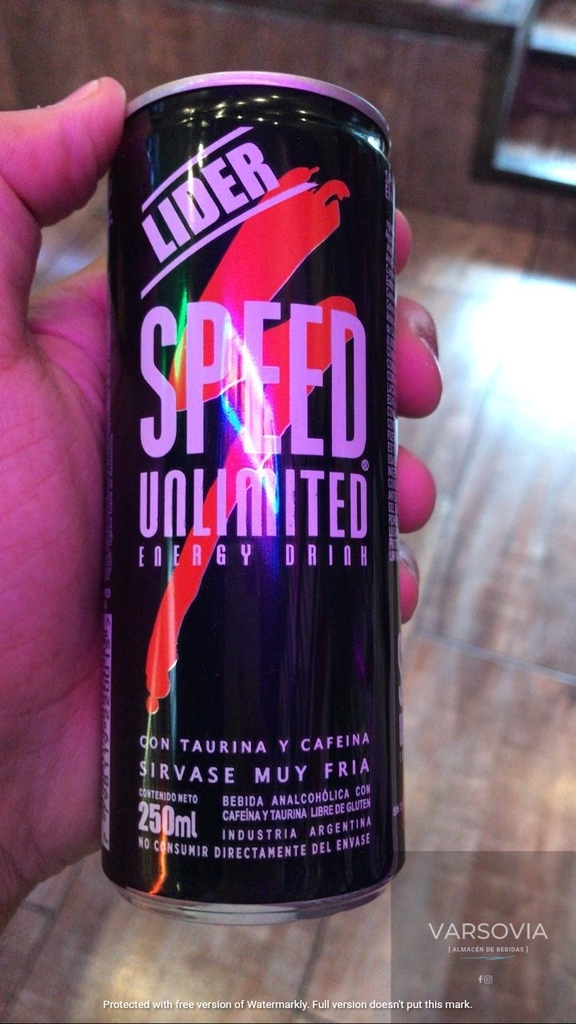 LIDER
SPEED
UNLIMITED
ENERGY DRINK
CON TAURINA Y CAFEINA
SIRVASE MUY FRIA
CONTENIDO NETO
250ml
BEBIDA ANALCOHÓLICA CON
CAFEÍNA Y TAURINA LIBRE DE GLUTEN
INDUSTRIA ARGENTINA
NO CONSUMIR DIRECTAMENTE DEL ENVASE
VARSOVIA
[ ALMACÉN DE BEBIDAS ]
Protected with free version of Watermarkly. Full version doesn't put this mark.